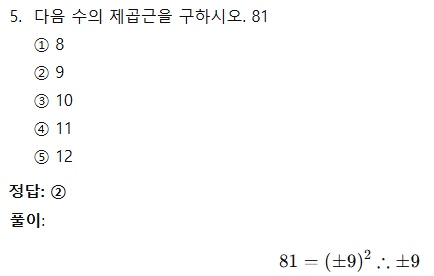 5. 다음 수의 제곱근을 구하시오. 81
① 8
② 9
③ 10
④ 11
⑤ 12
정답: ②
풀이:
81 = (±9)² ∴ ±9